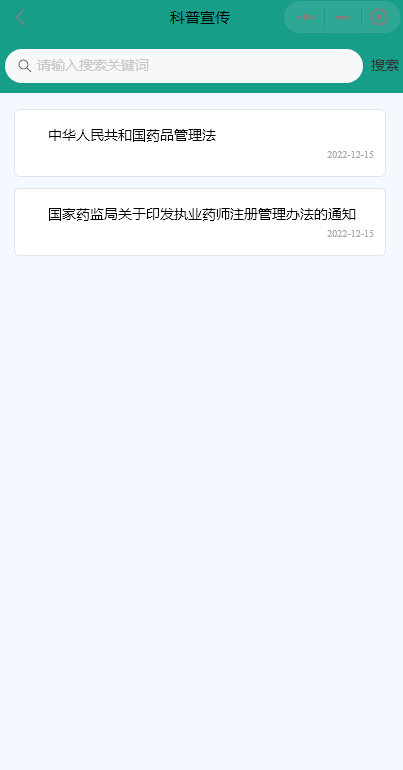 科普宣传
请输入搜索关键词
搜索
中华人民共和国药品管理法
2022-12-15
国家药监局关于印发执业药师注册管理办法的通知
2022-12-15